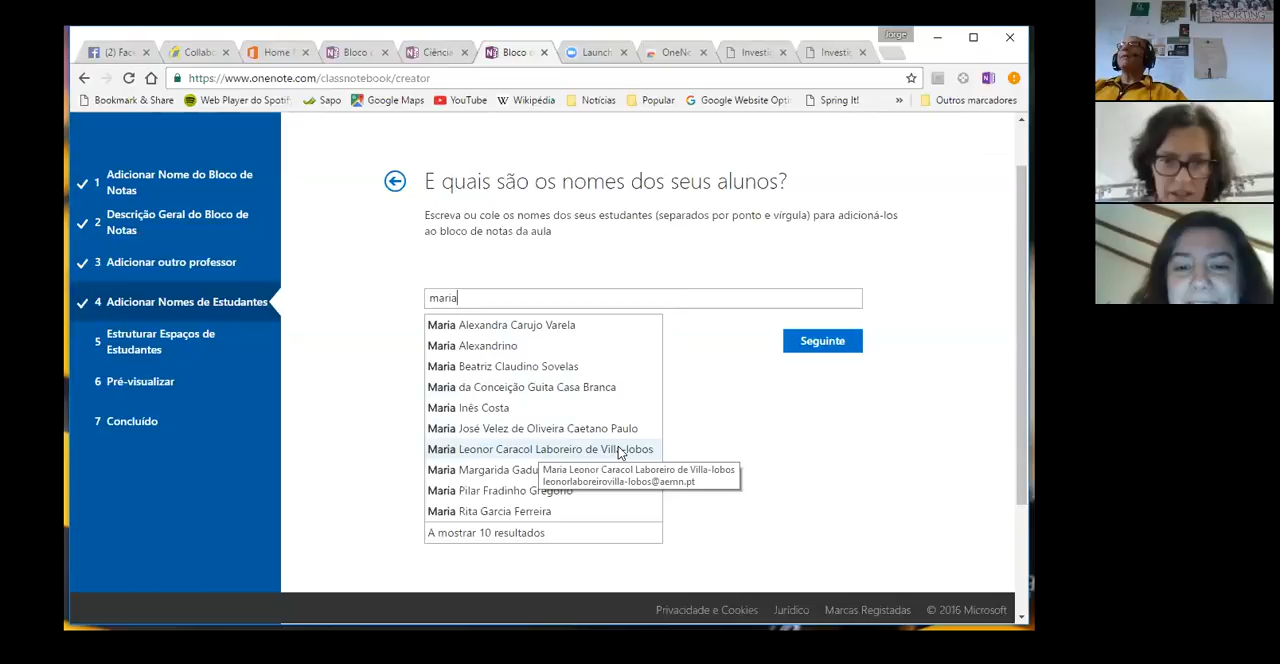 Jorge
(2) Fac
Collab
Home
Bloco
Ciência
Bloco
Launch
OneNo
Investi
Investig
https://www.onenote.com/classnotebook/creator
Bookmark & Share
Web Player do Spotif
Sapo
Google Maps
YouTube
Wikipédia
Notícias
Popular
Google Website Opti
Spring It!
»
Outros marcadores
1 Adicionar Nome do Bloco de
Notas
2 Descrição Geral do Bloco de
Notas
3 Adicionar outro professor
4 Adicionar Nomes de Estudantes
5 Estruturar Espaços de
Estudantes
6 Pré-visualizar
7 Concluído
E quais são os nomes dos seus alunos?
Escreva ou cole os nomes dos seus estudantes (separados por ponto e vírgula) para adicioná-los
ao bloco de notas da aula
maria
Maria Alexandra Carujo Varela
Maria Alexandrino
Maria Beatriz Claudino Sovelas
Maria da Conceição Guita Casa Branca
Maria Inês Costa
Maria José Velez de Oliveira Caetano Paulo
Maria Leonor Caracol Laboreiro de Villa-lobos
Maria Margarida Gadu
Maria Pilar Fradinho Gregório
Maria Rita Garcia Ferreira
A mostrar 10 resultados
Maria Leonor Caracol Laboreiro de Villa-lobos
leonorlaboreirovilla-lobos@aemn.pt
Seguinte
Privacidade e Cookies
Jurídico
Marcas Registadas
© 2016 Microsoft
SPORTING